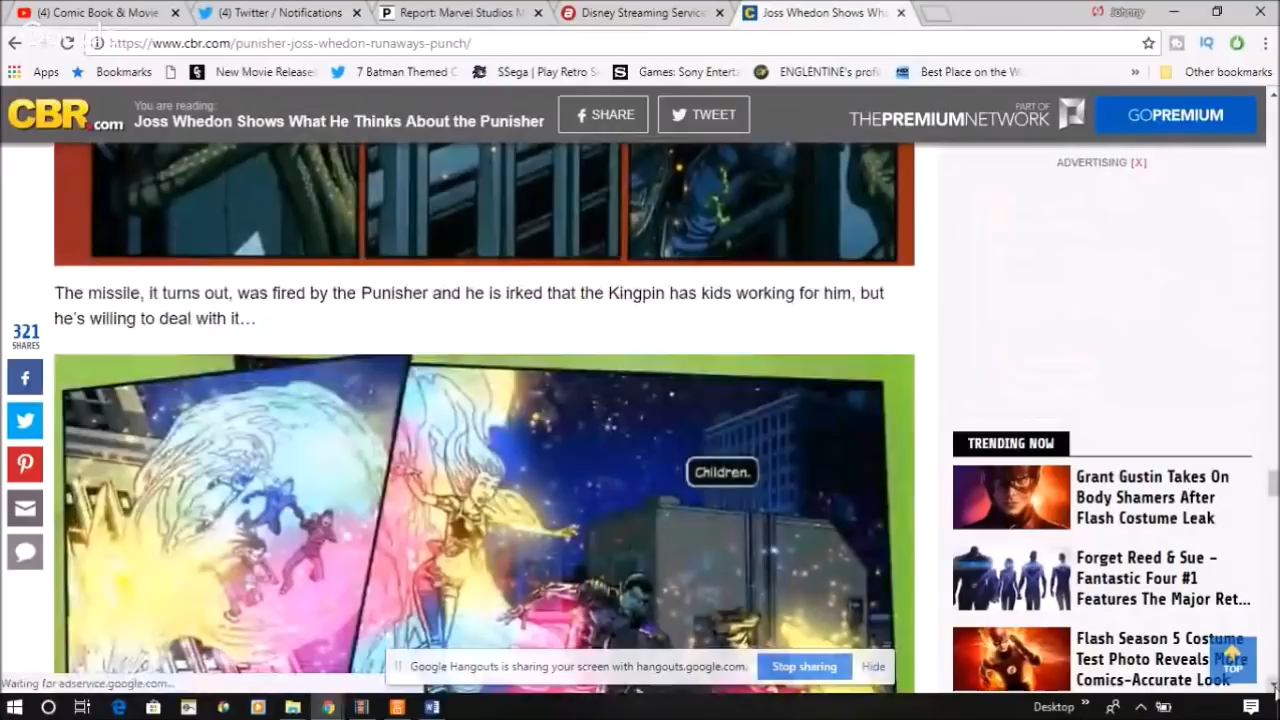 (4) Comic Book & Movie
(4) Twitter / Notifications
Report: Marvel Studios M
Disney Streaming Servic
Joss Whedon Shows Wh
Johnny
https://www.cbr.com/punisher-joss-whedon-runaways-punch/
Apps
Bookmarks
New Movie Release
7 Batman Themed C
SSega | Play Retro S
Games: Sony Entert
ENGLENTINE's prof
Best Place on the W
Other bookmarks
CBR.com
You are reading:
Joss Whedon Shows What He Thinks About the Punisher
SHARE
TWEET
PART OF
THEPREMIUMNETWORK
GOPREMIUM
ADVERTISING [X]
The missile, it turns out, was fired by the Punisher and he is irked that the Kingpin has kids working for him, but
he's willing to deal with it…
321
SHARES
Children.
TRENDING NOW
Grant Gustin Takes On
Body Shamers After
Flash Costume Leak
Forget Reed & Sue –
Fantastic Four #1
Features The Major Ret...
Flash Season 5 Costume
Test Photo Reveals More
Comics-Accurate Look
TOP
Google Hangouts is sharing your screen with hangouts.google.com.
Stop sharing
Hide
Waiting for adservice.google.com...
Desktop